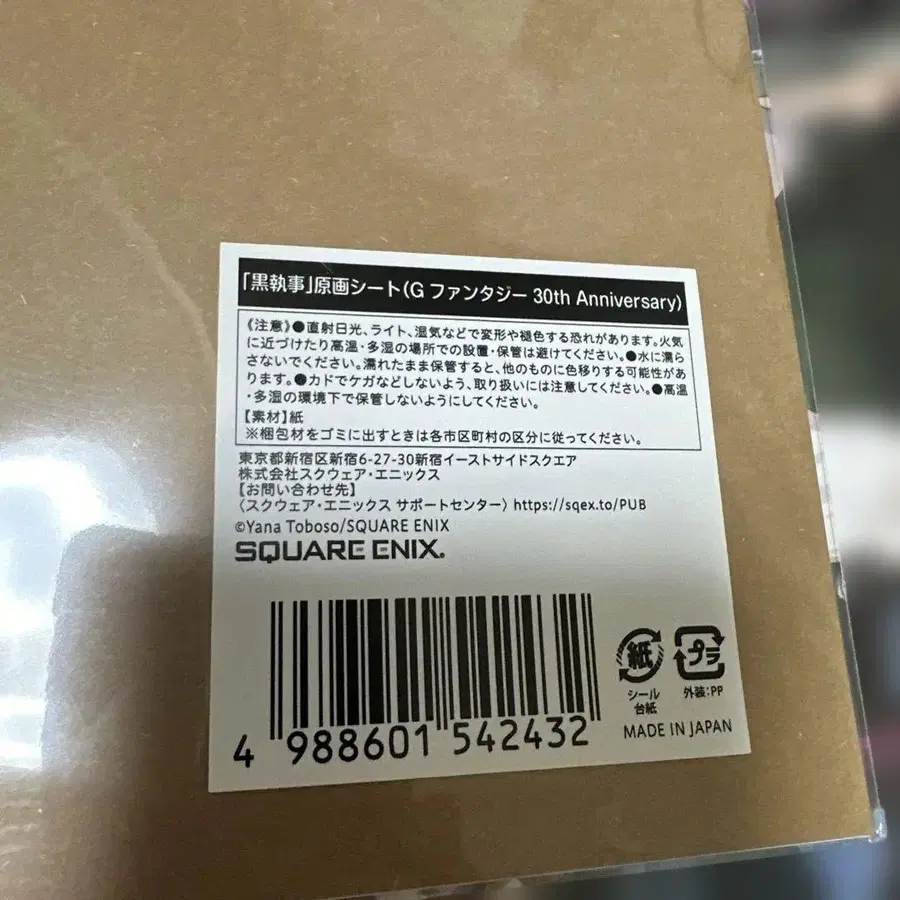 「黒執事」原画シート(G ファンタジー 30th Anniversary)
《注意》●直射日光、ライト、湿気などで変形や褪色する恐れがあります。火気
に近づけたり高温・多湿の場所での設置・保管は避けてください。●水に濡ら
さないでください。濡れたまま保管すると、他のものに色移りする可能性が
あります。●カドでケガなどしないよう、取り扱いには注意してください。●高温
・多湿の環境下で保管しないようにしてください。
【素材】紙
※梱包材をゴミに出すときは各市区町村の区分に従ってください。
東京都新宿区新宿6-27-30新宿イーストサイドスクエア
株式会社スクウェア・エニックス
【お問い合わせ先】
〈スクウェア・エニックス サポートセンター〉https://sqex.to/PUB
©Yana Toboso/SQUARE ENIX
SQUARE ENIX.
紙 プラ
シール
台紙
外装:PP
MADE IN JAPAN
4 988601 542432